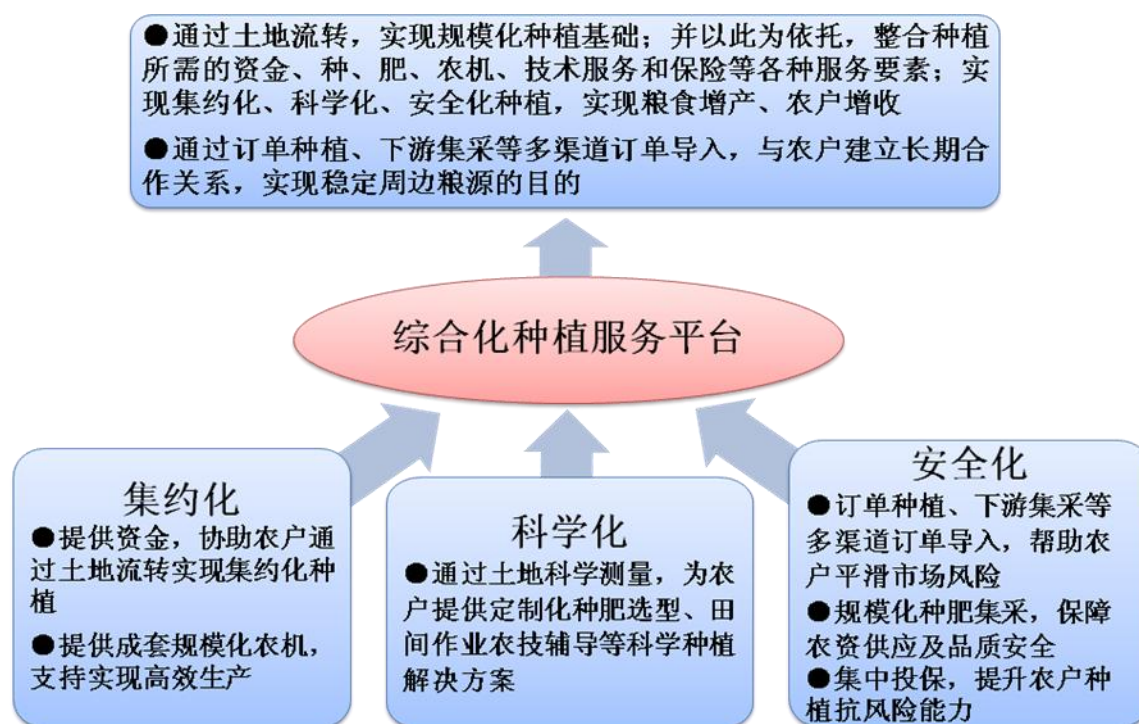 ●通过土地流转，实现规模化种植基础；并以此为依托，整合种植
所需的资金、种、肥、农机、技术服务和保险等各种服务要素；实
现集约化、科学化、安全化种植，实现粮食增产、农户增收
●通过订单种植、下游集采等多渠道订单导入，与农户建立长期合
作关系，实现稳定周边粮源的目的
综合化种植服务平台
集约化
●提供资金，协助农户通
过土地流转实现集约化种
植
●提供成套规模化农机，
支持实现高效生产
科学化
●通过土地科学测量，为农
户提供定制化种肥选型、田
间作业农技辅导等科学种植
解决方案
安全化
●订单种植、下游集采等
多渠道订单导入，帮助农
户平滑市场风险
●规模化种肥集采，保障
农资供应及品质安全
●集中投保，提升农户种
植抗风险能力